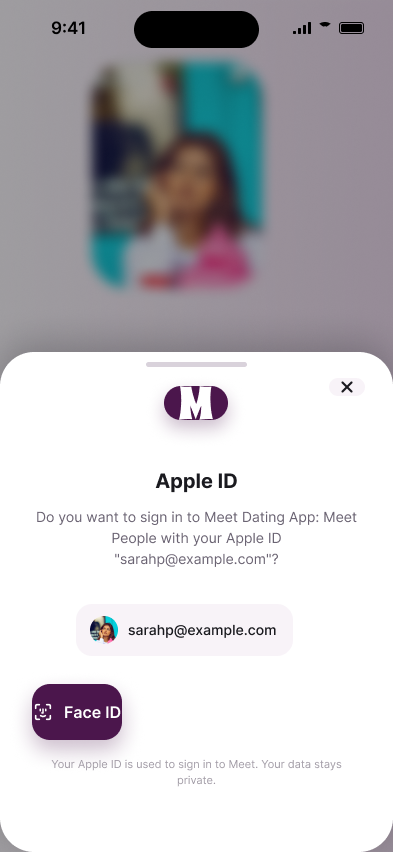 9:41
M
Apple ID
Do you want to sign in to Meet Dating App: Meet
People with your Apple ID
"sarahp@example.com"?
sarahp@example.com
Face ID
Your Apple ID is used to sign in to Meet. Your data stays
private.